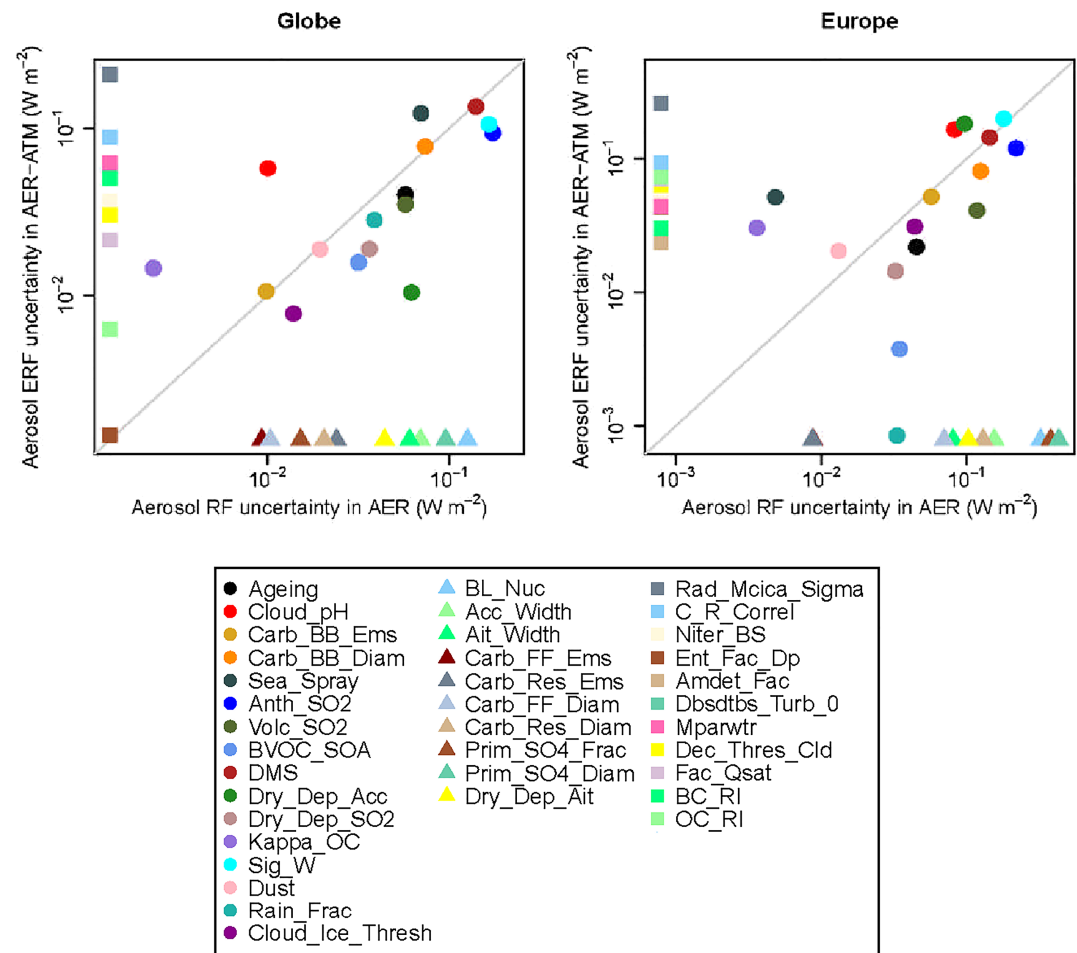 Globe
Europe
Aerosol ERF uncertainty in AER−ATM (W m−2)
10−1
10−2
10−2
10−1
Aerosol RF uncertainty in AER (W m−2)
Aerosol ERF uncertainty in AER−ATM (W m−2)
10−1
10−2
10−3
10−3
10−2
10−1
Aerosol RF uncertainty in AER (W m−2)
Ageing
Cloud_pH
Carb_BB_Ems
Carb_BB_Diam
Sea_Spray
Anth_SO2
Volc_SO2
BVOC_SOA
DMS
Dry_Dep_Acc
Dry_Dep_SO2
Kappa_OC
Sig_W
Dust
Rain_Frac
Cloud_Ice_Thresh
BL_Nuc
Acc_Width
Ait_Width
Carb_FF_Ems
Carb_Res_Ems
Carb_FF_Diam
Carb_Res_Diam
Prim_SO4_Frac
Prim_SO4_Diam
Dry_Dep_Ait
Rad_Mcica_Sigma
C_R_Correl
Niter_BS
Ent_Fac_Dp
Amdet_Fac
Dbsdtbs_Turb_0
Mparwtr
Dec_Thres_Cld
Fac_Qsat
BC_RI
OC_RI